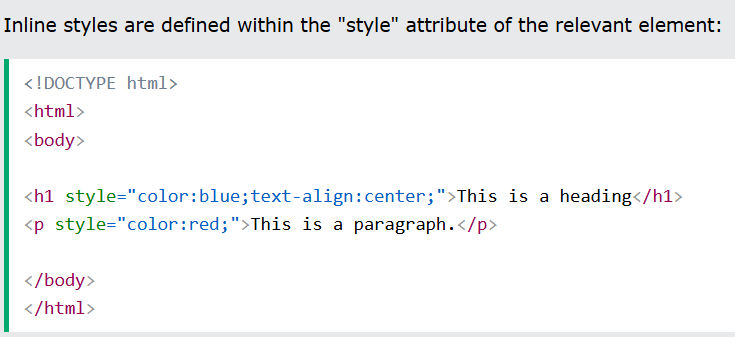 Inline styles are defined within the "style" attribute of the relevant element:
<!DOCTYPE html>
<html>
<body>
<h1 style="color:blue;text-align:center;">This is a heading</h1>
<p style="color:red;">This is a paragraph.</p>
</body>
</html>